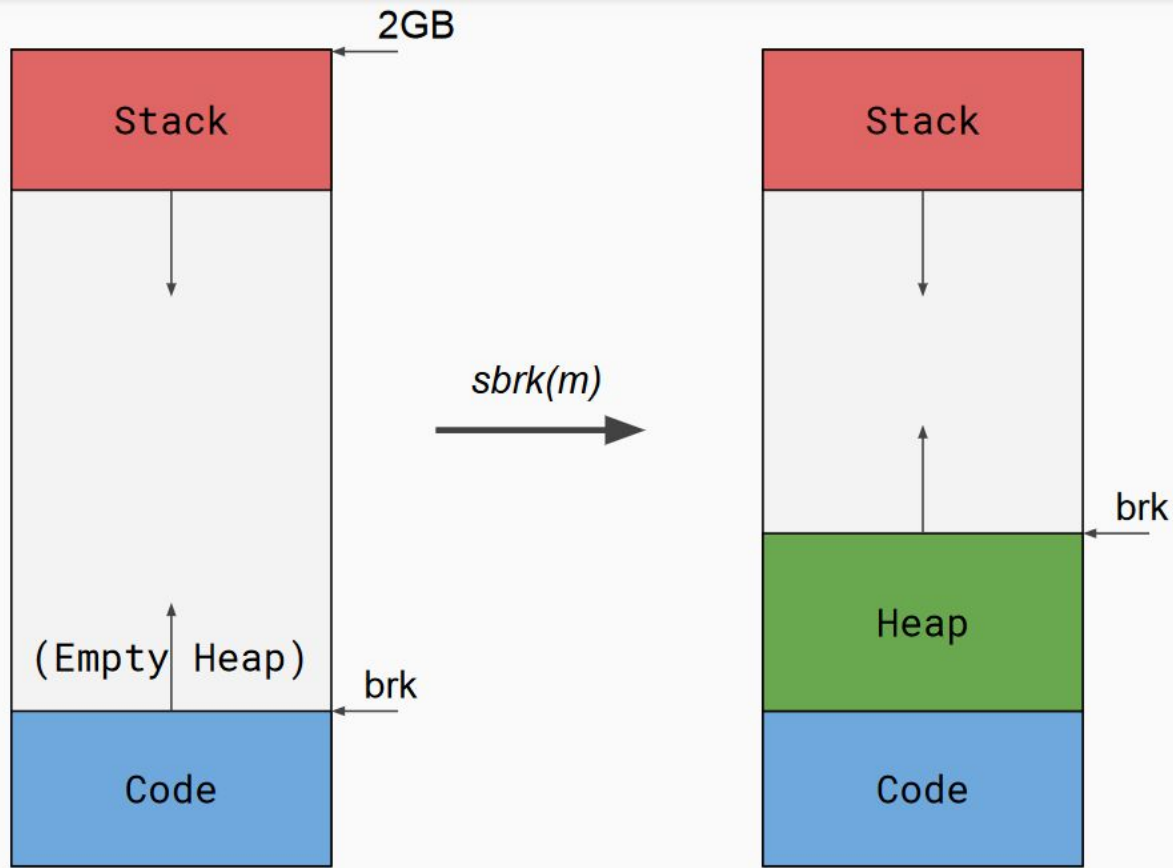 2GB
Stack
(Empty Heap)
brk
Code
sbrk(m)
Stack
brk
Heap
Code